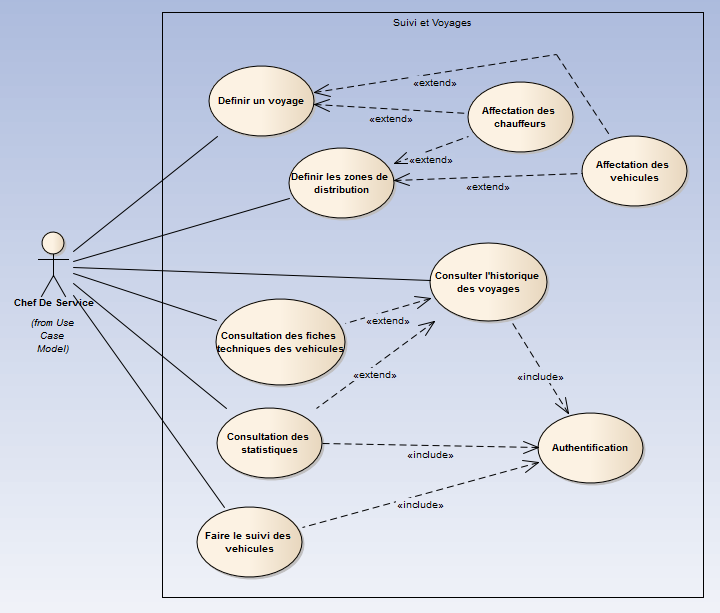 Suivi et Voyages
«extend»
Definir un voyage
Affectation des
chauffeurs
«extend»
«extend»
Affectation des
vehicules
Definir les zones de
distribution
«extend»
Chef De Service
(from Use
Case
Model)
Consulter l'historique
des voyages
«extend»
Consultation des fiches
techniques des vehicules
«extend»
«include»
Consultation des
statistiques
Authentification
«include»
«include»
Faire le suivi des
vehicules